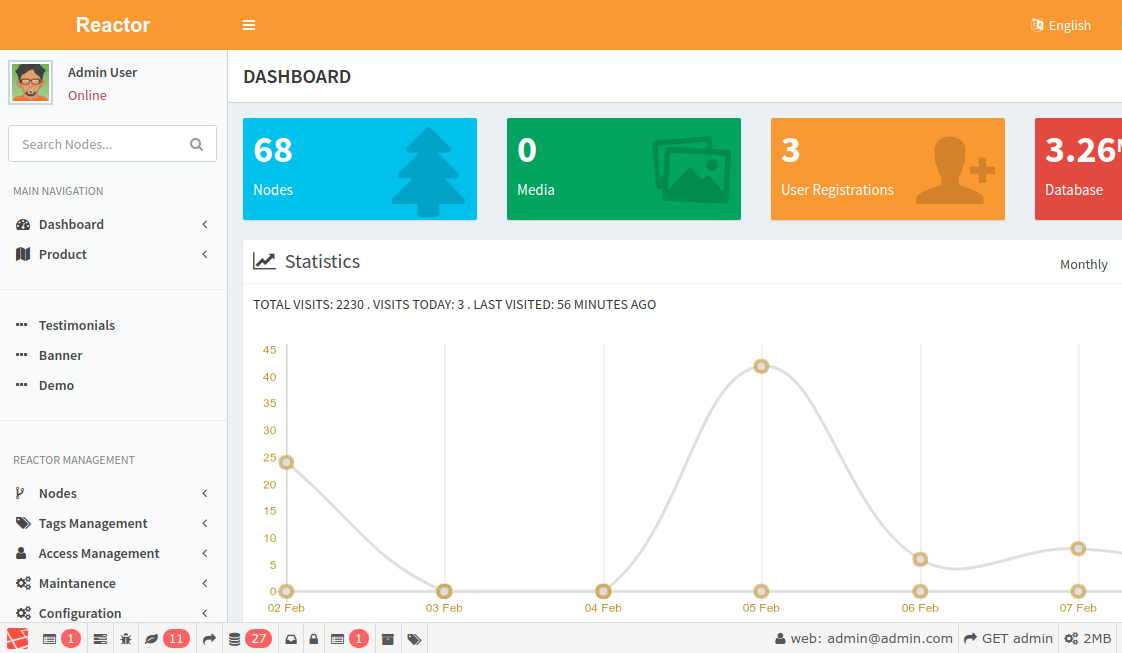 Reactor
English
Admin User
Online
Search Nodes...
MAIN NAVIGATION
Dashboard
Product
Testimonials
Banner
Demo
REACTOR MANAGEMENT
Nodes
Tags Management
Access Management
Maintanence
Configuration
DASHBOARD
68
Nodes
0
Media
3
User Registrations
3.26
Database
Statistics
Monthly
TOTAL VISITS: 2230 . VISITS TODAY: 3 . LAST VISITED: 56 MINUTES AGO
45
40
35
30
25
20
15
10
5
0
02 Feb 03 Feb 04 Feb 05 Feb 06 Feb 07 Feb
1 11 27 1 web: admin@admin.com GET admin 2MB